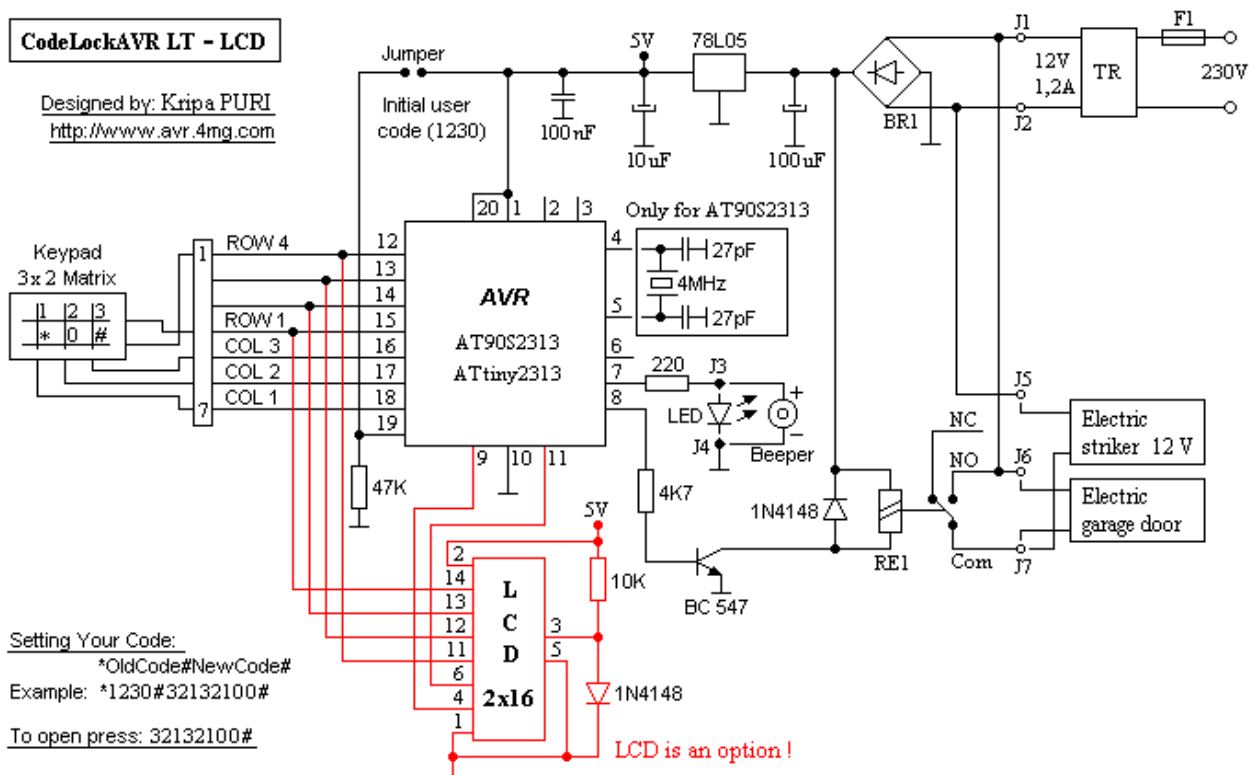 CodeLockAVR LT - LCD
Designed by: Kripa PURI
http://www.avr.4mg.com
Jumper
Initial user
code (1230)
100nF
5V
10uF
78L05
100uF
BR1
J1
12V
1,2A
J2
TR
F1
230V
Keypad
3x 2 Matrix
1 2 3
* 0 #
1
7
ROW 4
ROW 1
COL 3
COL 2
COL 1
20 1 2 3
12
13
14
15
16
17
18
19
AVR
AT90S2313
ATtiny2313
4
5
6
7
8
9 10 11
Only for AT90S2313
27pF
4MHz
27pF
220
J3
LED
J4
+
-
Beeper
47K
4K7
BC 547
1N4148
RE1
NC
NO
Com
J5
J6
J7
Electric
striker 12 V
Electric
garage door
5V
10K
1N4148
2
14
13
12
11
6
4
1
L
C
D
2x16
3
5
LCD is an option !
Setting Your Code:
*OldCode#NewCode#
Example: *1230#32132100#
To open press: 32132100#